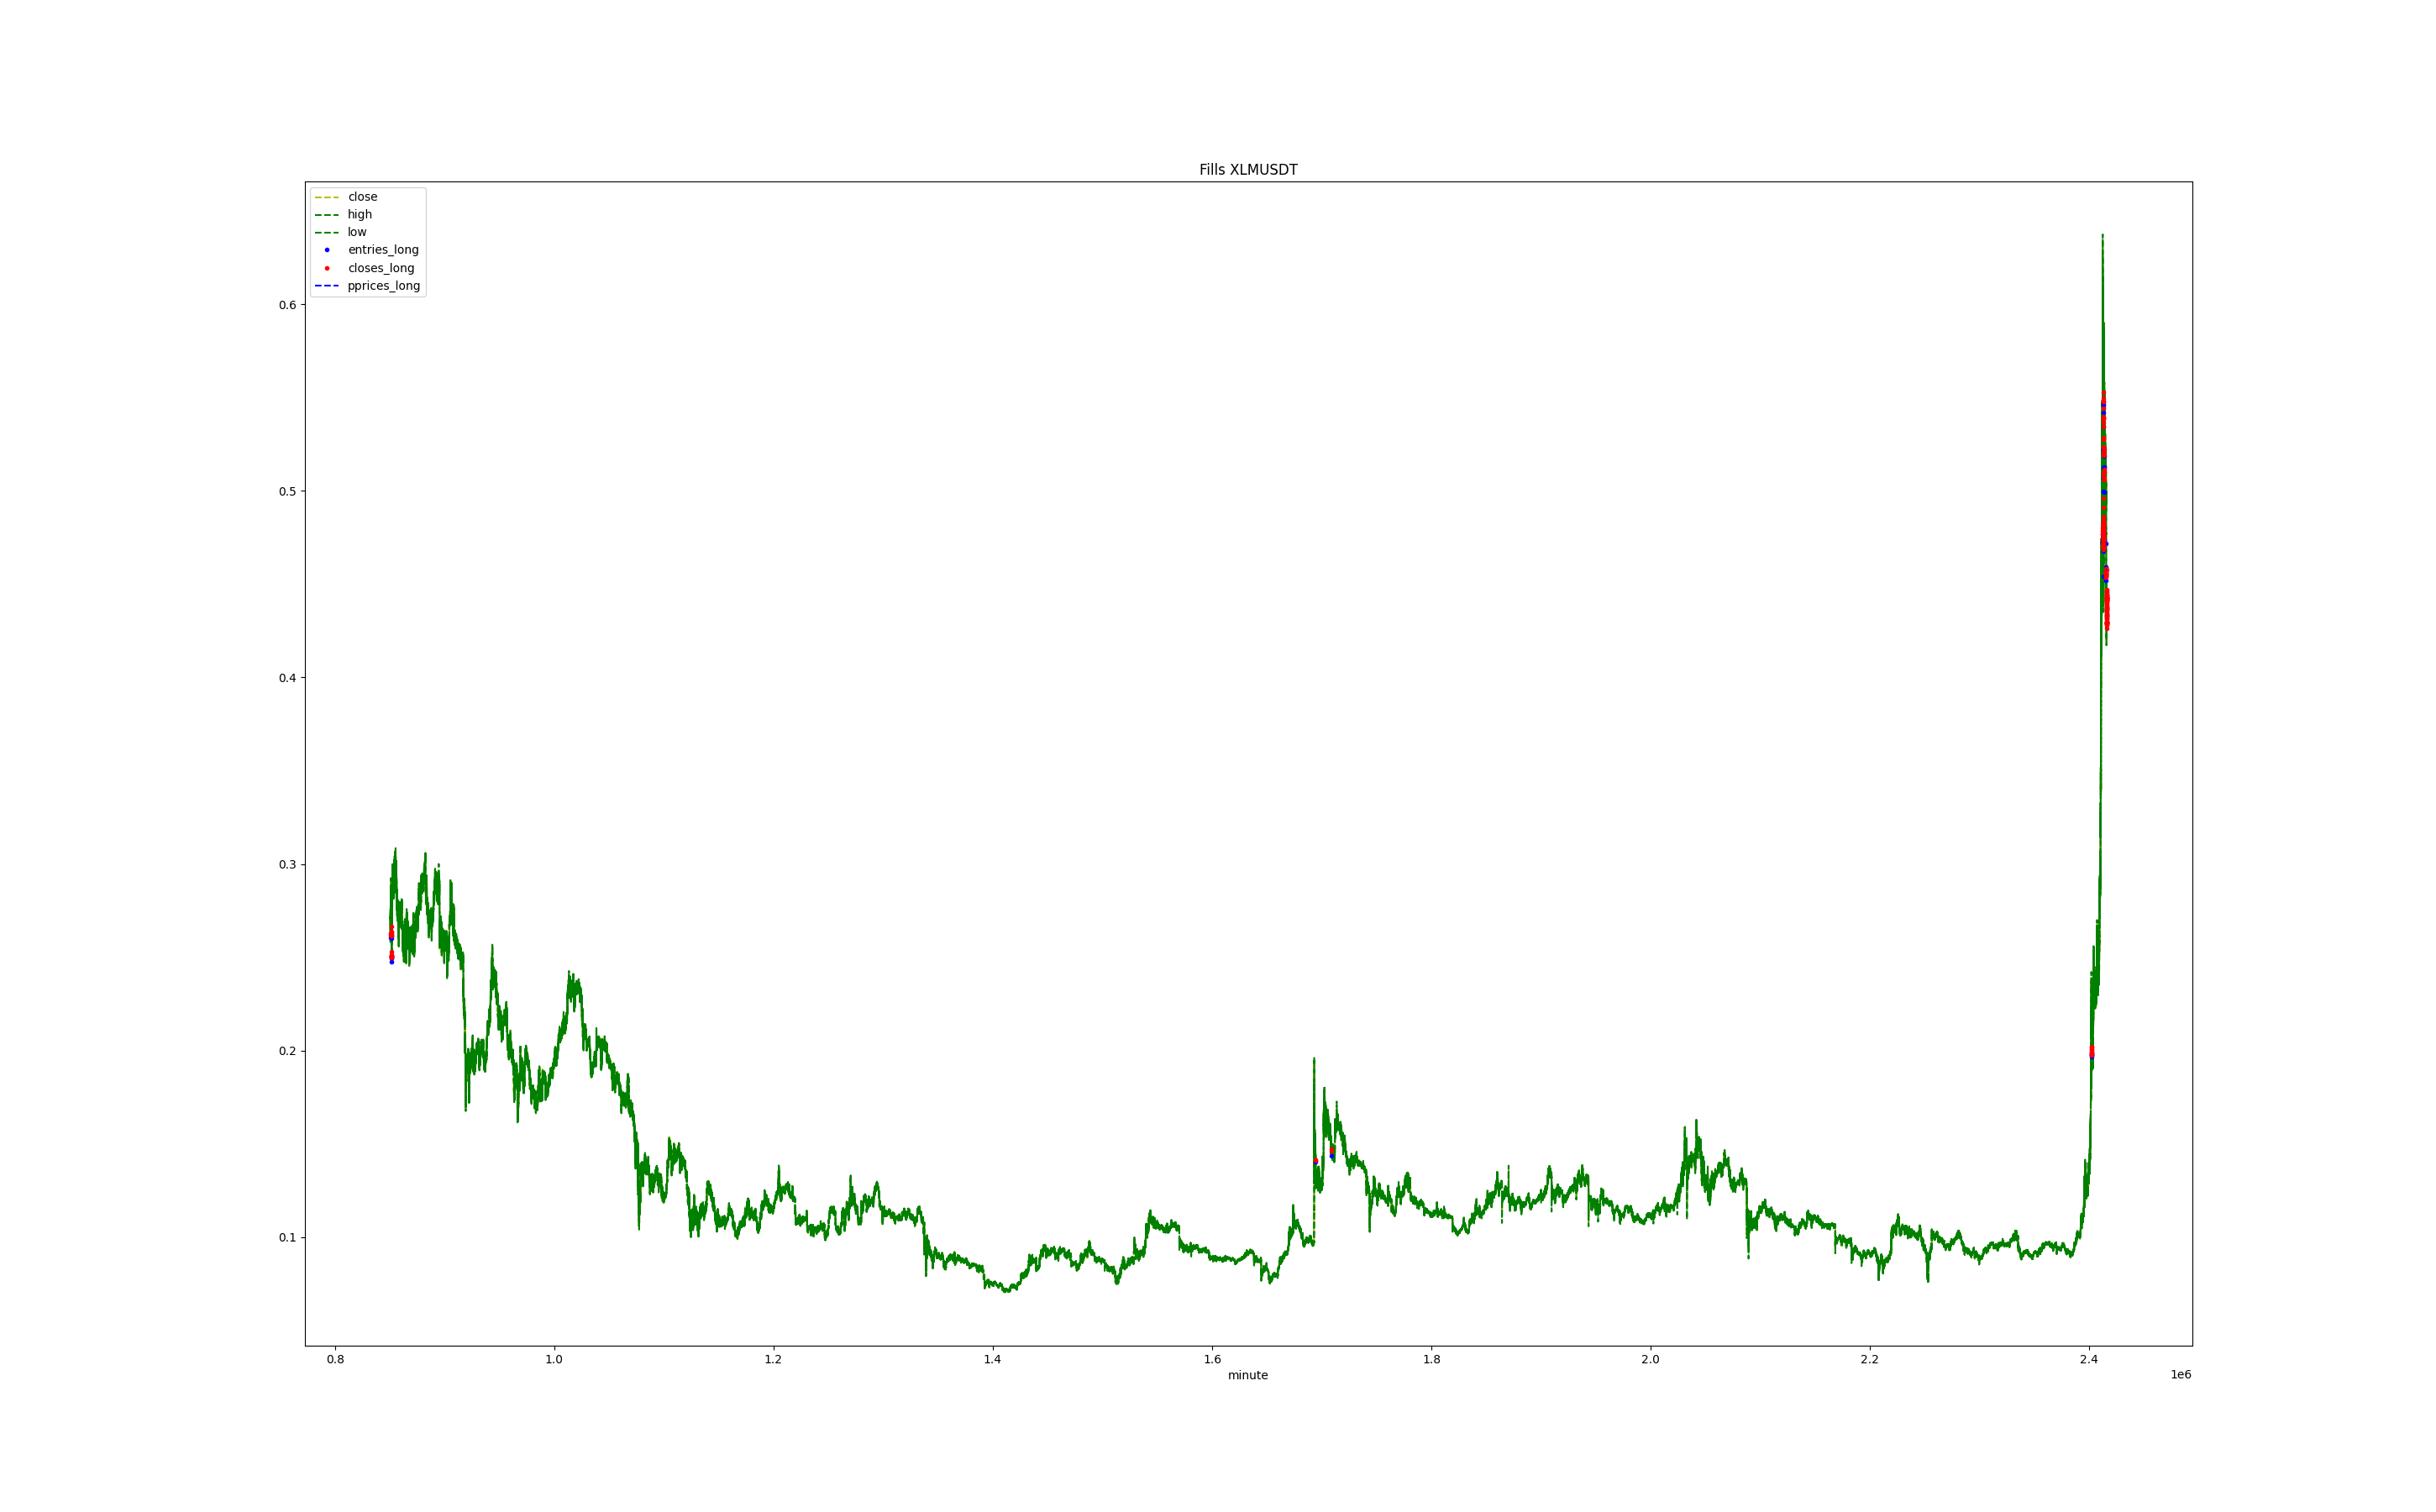 Fills XLMUSDT
close
high
low
entries_long
closes_long
pprices_long
0.6
0.5
0.4
0.3
0.2
0.1
0.8 1.0 1.2 1.4 1.6 1.8 2.0 2.2 2.4
minute 1e6